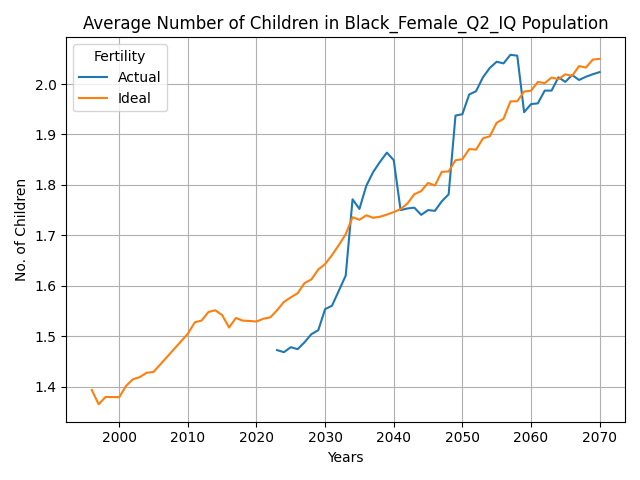 Average Number of Children in Black_Female_Q2_IQ Population
Fertility
Actual
Ideal
No. of Children
2.0
1.9
1.8
1.7
1.6
1.5
1.4
2000 2010 2020 2030 2040 2050 2060 2070
Years